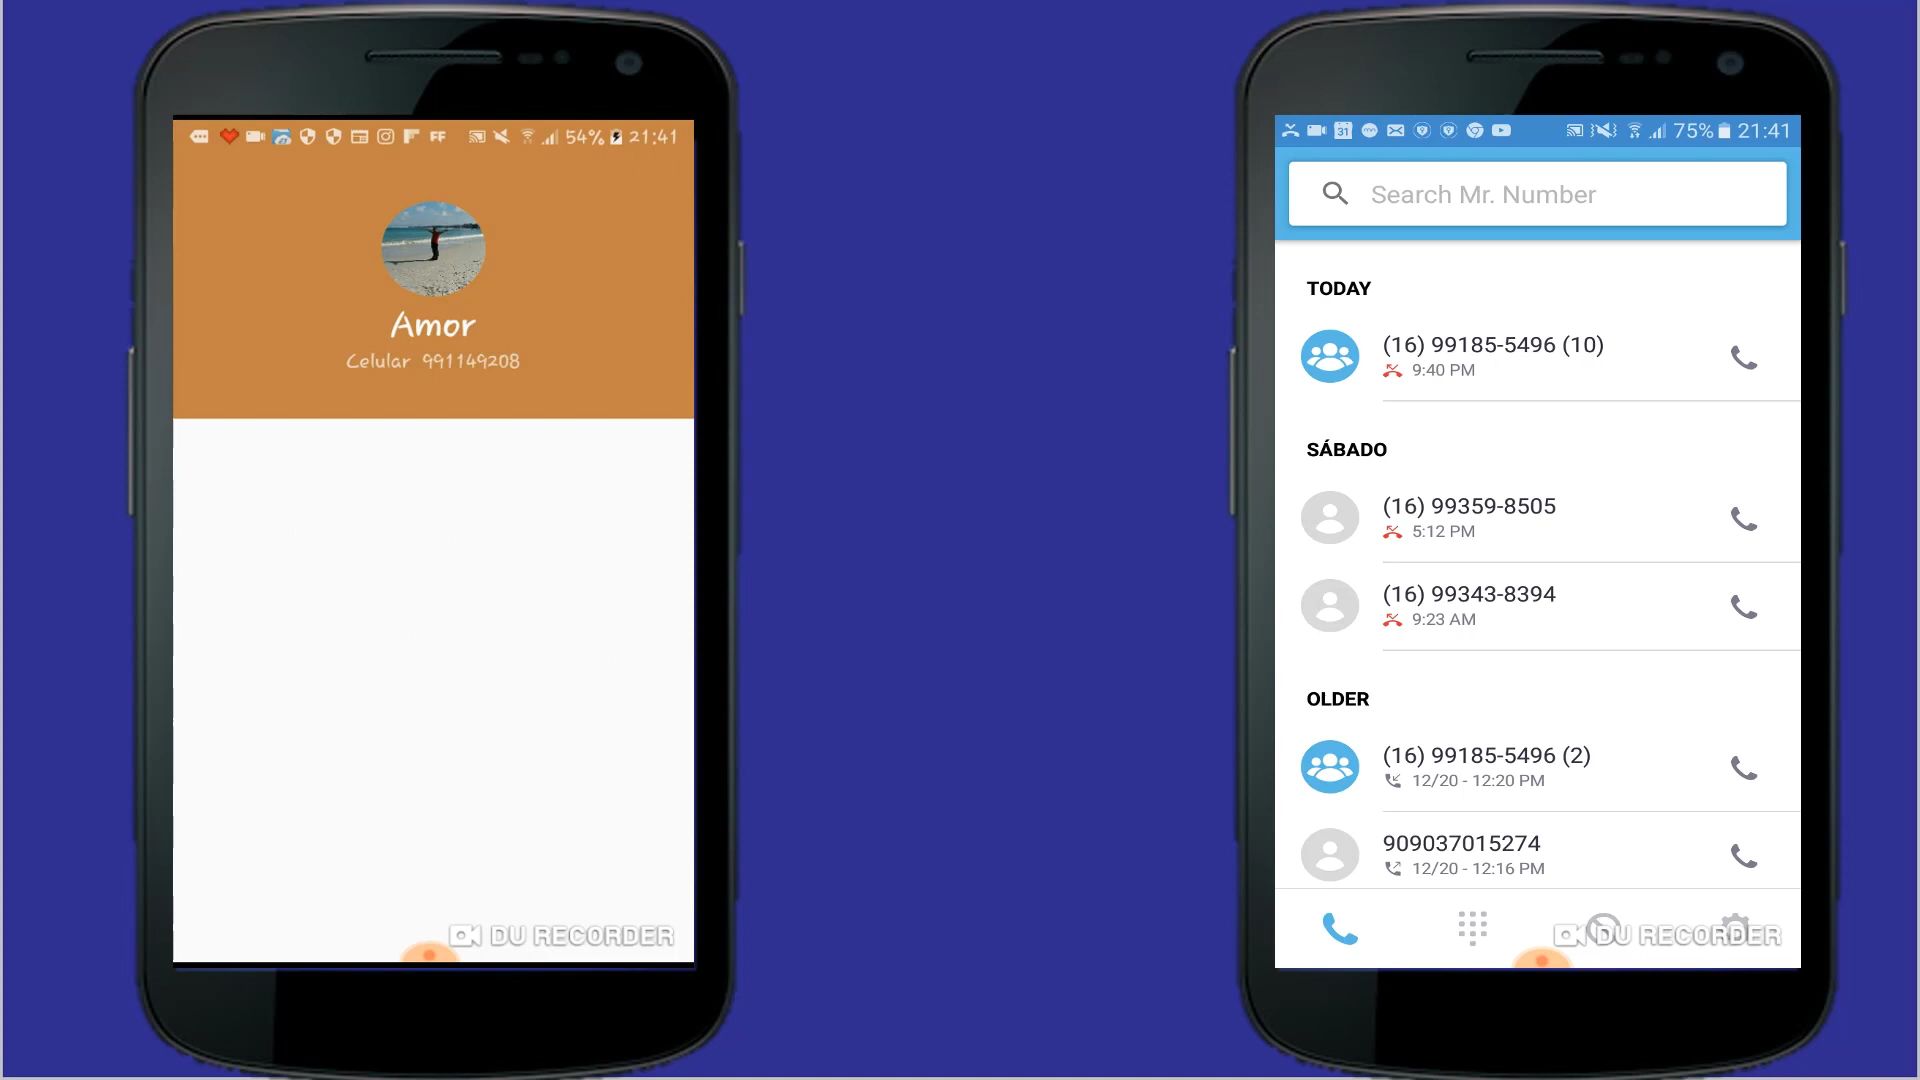 FF 54% 21:41
Amor
Celular 991149208
DU RECORDER
31 75% 21:41
Search Mr. Number
TODAY
(16) 99185-5496 (10)
9:40 PM
SÁBADO
(16) 99359-8505
5:12 PM
(16) 99343-8394
9:23 AM
OLDER
(16) 99185-5496 (2)
12/20 - 12:20 PM
909037015274
12/20 - 12:16 PM
DU RECORDER